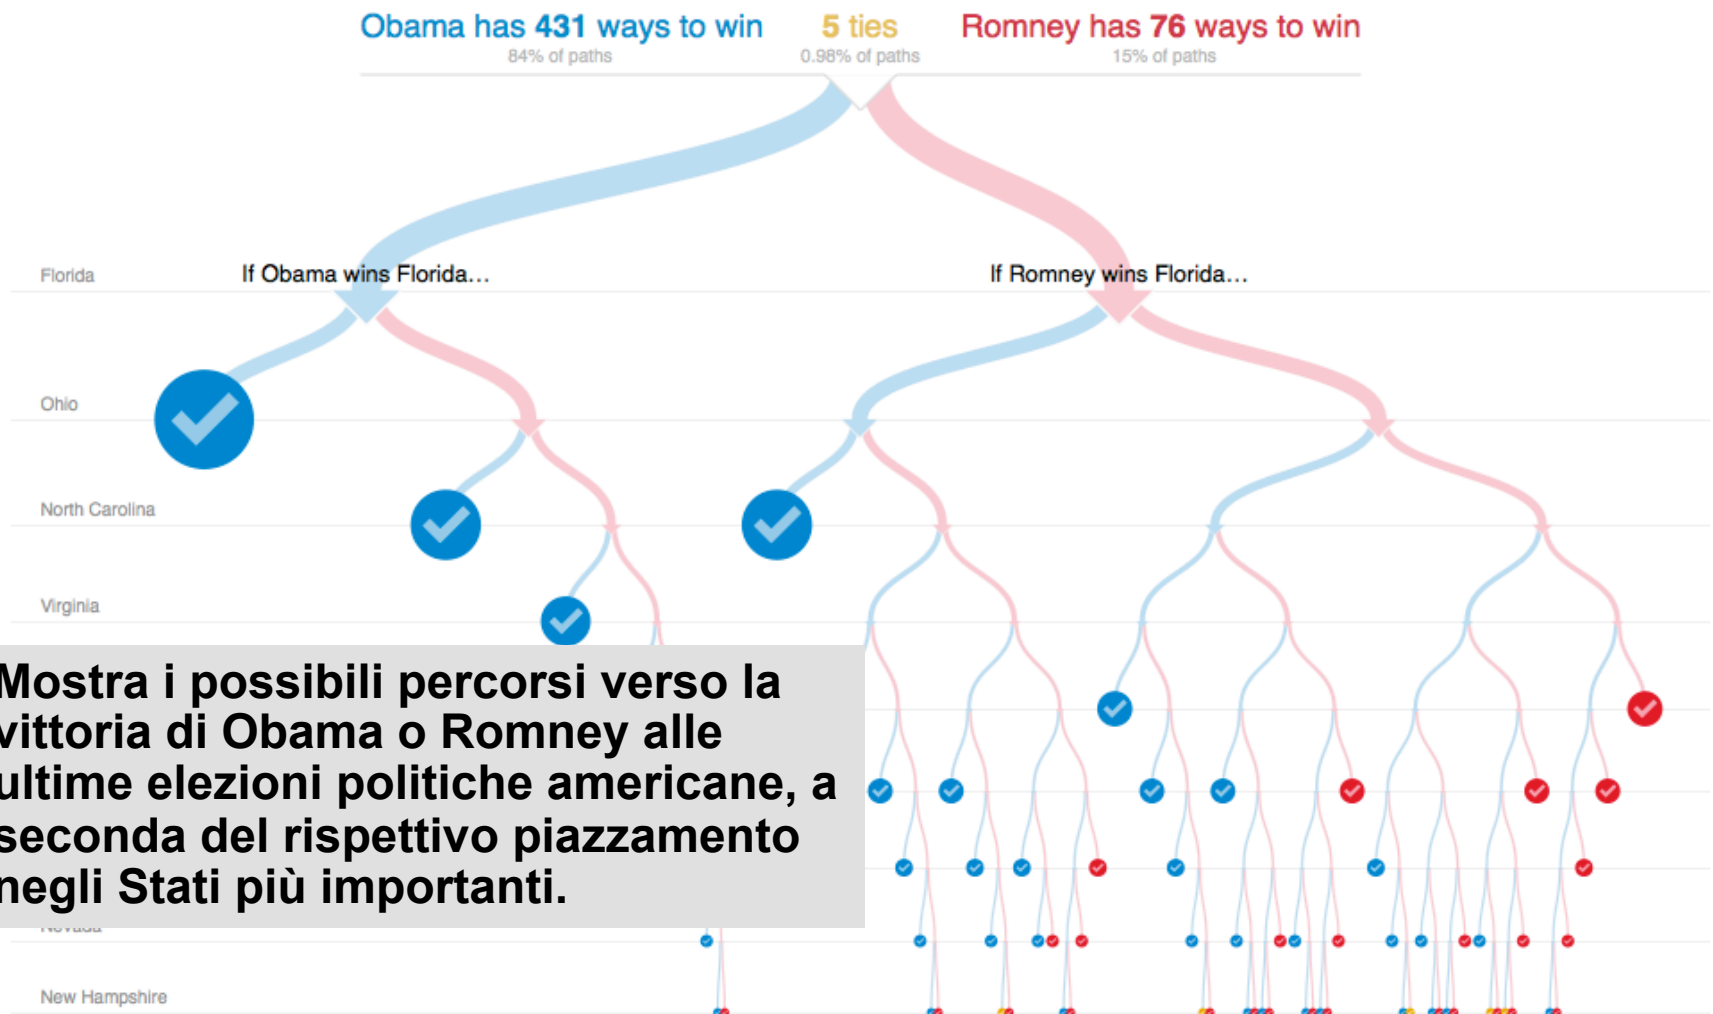 Obama has 431 ways to win 5 ties Romney has 76 ways to win
84% of paths 0.98% of paths 15% of paths
Florida If Obama wins Florida... If Romney wins Florida...
Ohio
North Carolina
Virginia
Mostra i possibili percorsi verso la
vittoria di Obama o Romney alle
ultime elezioni politiche americane, a
seconda del rispettivo piazzamento
negli Stati più importanti.
Nevada
New Hampshire